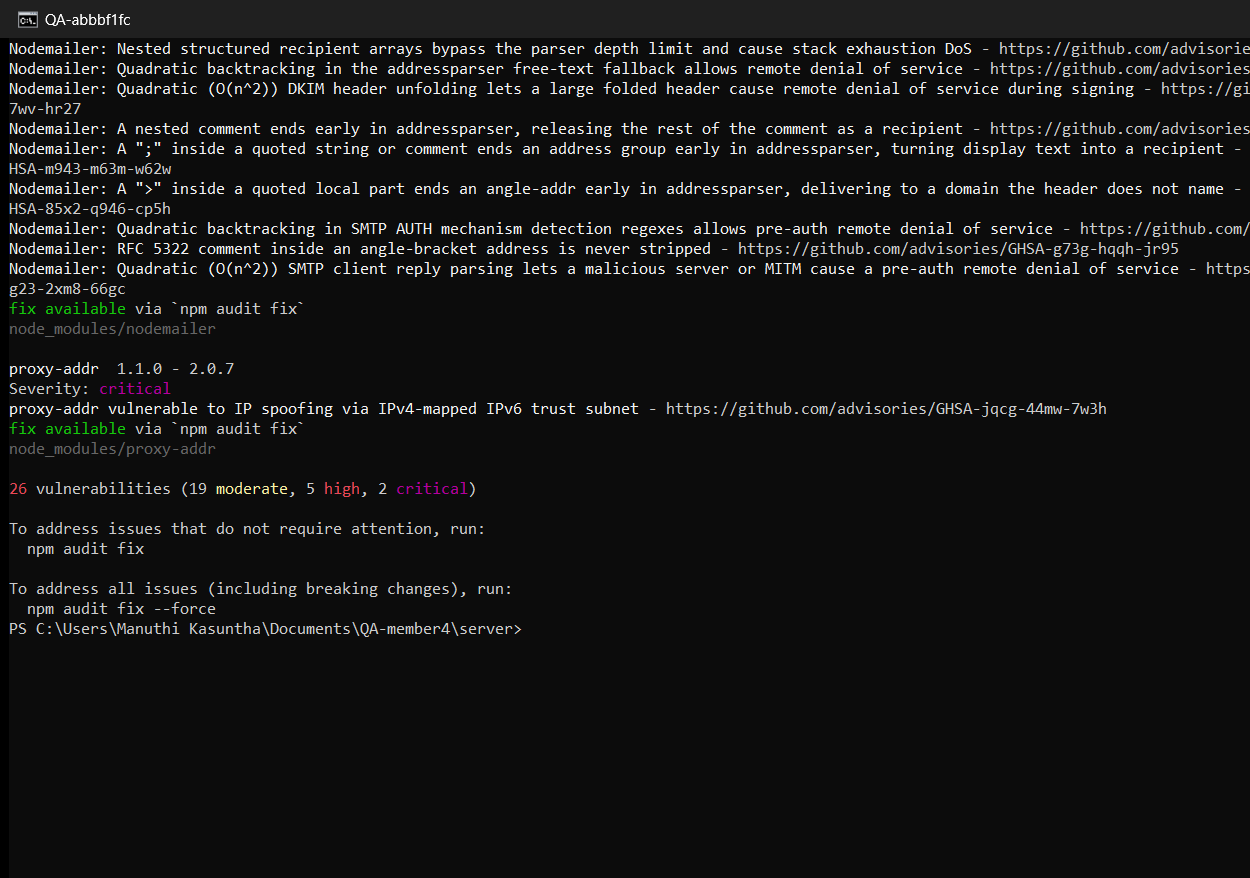 QA-abbbf1fc
Nodemailer: Nested structured recipient arrays bypass the parser depth limit and cause stack exhaustion DoS - https://github.com/advisorie
Nodemailer: Quadratic backtracking in the addressparser free-text fallback allows remote denial of service - https://github.com/advisories
Nodemailer: Quadratic (O(n^2)) DKIM header unfolding lets a large folded header cause remote denial of service during signing - https://gi
7wv-hr27
Nodemailer: A nested comment ends early in addressparser, releasing the rest of the comment as a recipient - https://github.com/advisories
Nodemailer: A ";" inside a quoted string or comment ends an address group early in addressparser, turning display text into a recipient -
HSA-m943-m63m-w62w
Nodemailer: A ">" inside a quoted local part ends an angle-addr early in addressparser, delivering to a domain the header does not name -
HSA-85x2-q946-cp5h
Nodemailer: Quadratic backtracking in SMTP AUTH mechanism detection regexes allows pre-auth remote denial of service - https://github.com/
Nodemailer: RFC 5322 comment inside an angle-bracket address is never stripped - https://github.com/advisories/GHSA-g73g-hqqh-jr95
Nodemailer: Quadratic (O(n^2)) SMTP client reply parsing lets a malicious server or MITM cause a pre-auth remote denial of service - https
g23-2xm8-66gc
fix available via `npm audit fix`
node_modules/nodemailer
proxy-addr  1.1.0 - 2.0.7
Severity: critical
proxy-addr vulnerable to IP spoofing via IPv4-mapped IPv6 trust subnet - https://github.com/advisories/GHSA-jqcg-44mw-7w3h
fix available via `npm audit fix`
node_modules/proxy-addr
26 vulnerabilities (19 moderate, 5 high, 2 critical)
To address issues that do not require attention, run:
  npm audit fix
To address all issues (including breaking changes), run:
  npm audit fix --force
PS C:\Users\Manuthi Kasuntha\Documents\QA-member4\server>